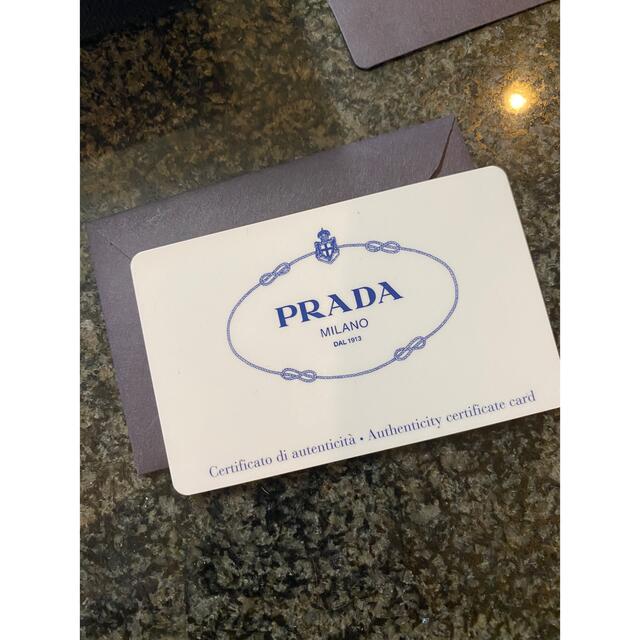 PRADA
MILANO
DAL 1913
Certificato di autenticità • Authenticity certificate card